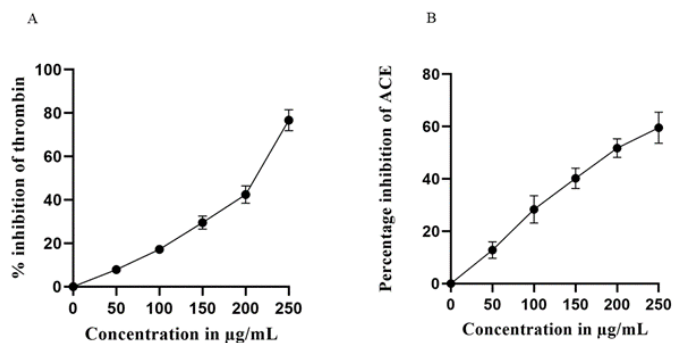 A
% inhibition of thrombin
100
80
60
40
20
0
0 50 100 150 200 250
Concentration in µg/mL
B
Percentage inhibition of ACE
80
60
40
20
0
0 50 100 150 200 250
Concentration in µg/mL